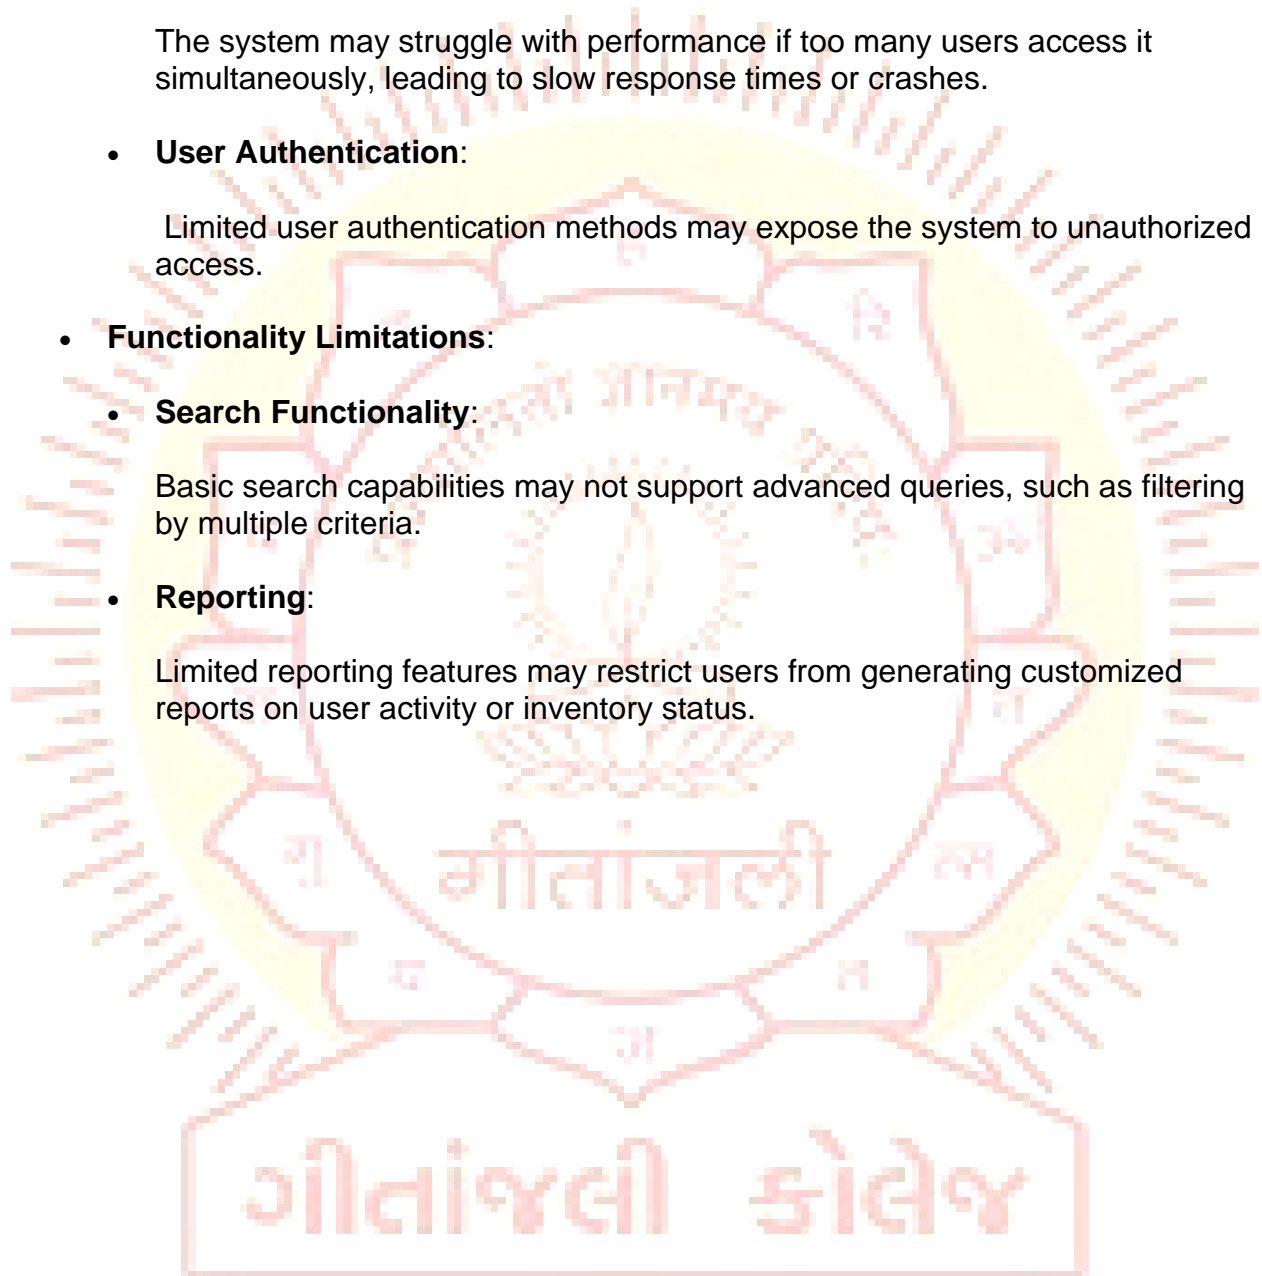 The system may struggle with performance if too many users access it
simultaneously, leading to slow response times or crashes.
• User Authentication:
Limited user authentication methods may expose the system to unauthorized
access.
• Functionality Limitations:
• Search Functionality:
Basic search capabilities may not support advanced queries, such as filtering
by multiple criteria.
• Reporting:
Limited reporting features may restrict users from generating customized
reports on user activity or inventory status.
गीतांजली
ગીતાંજલી કોલેજ